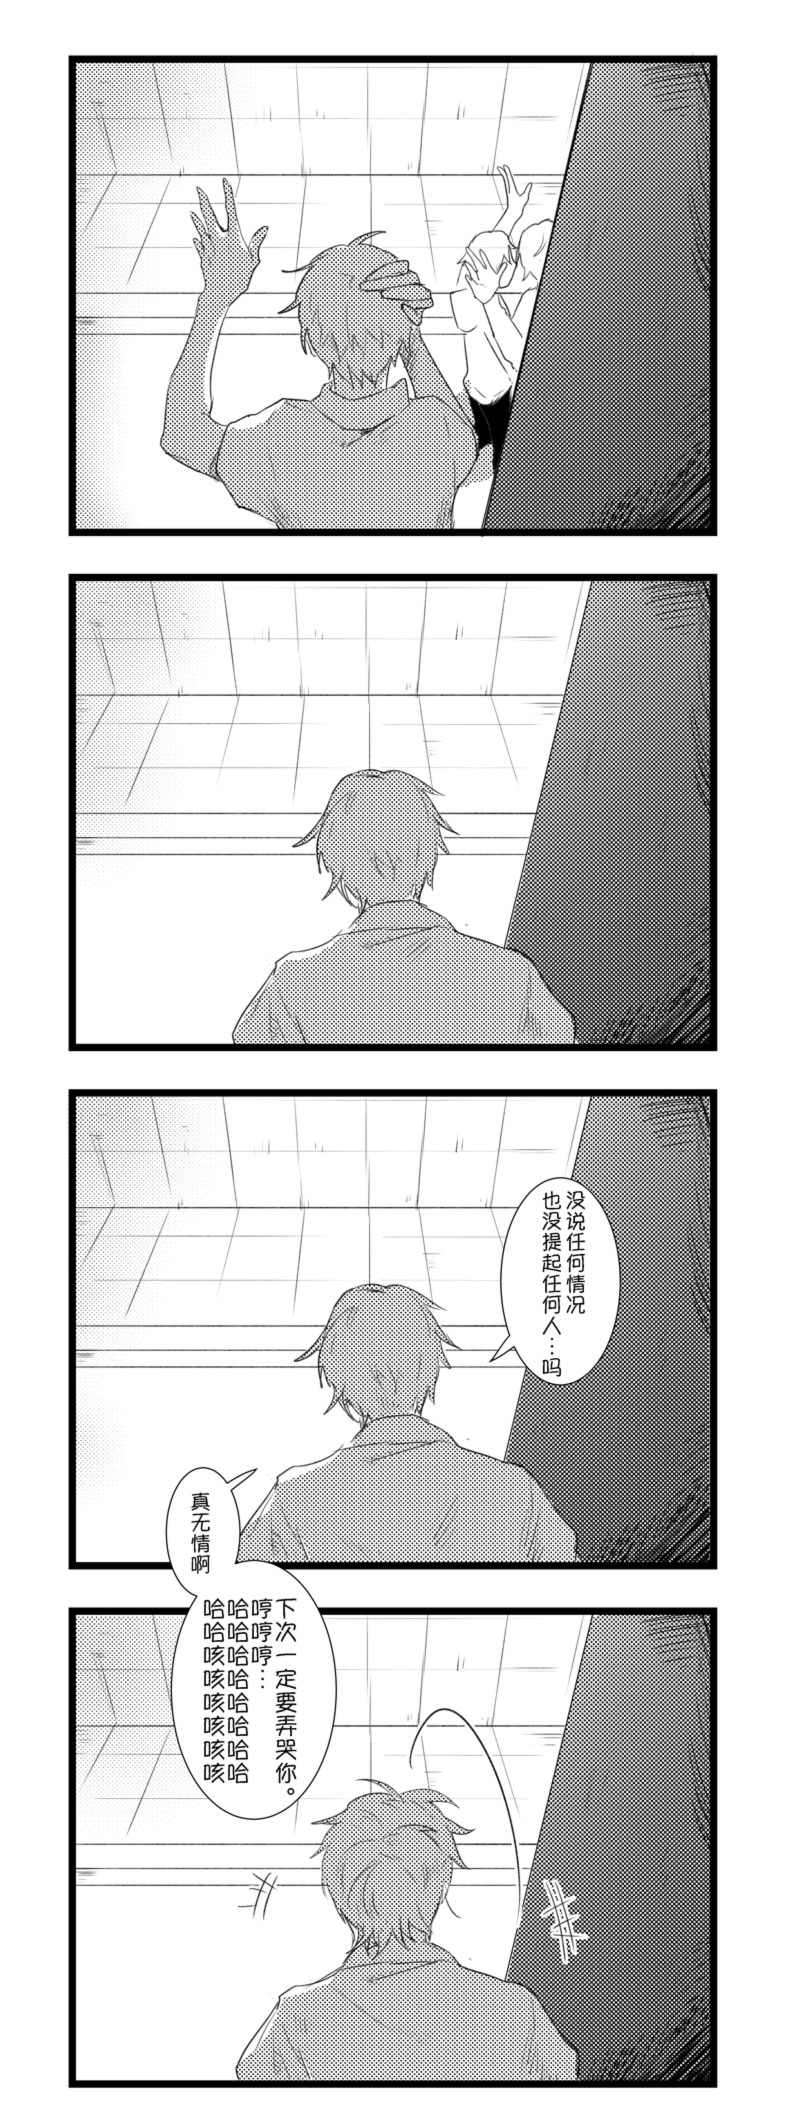 没说任何情况
也没提起任何人…吗
真无情啊
下次一定要弄哭你。
哼哼哼…
哈哈哈哈哈哈哈
哈哈咳咳咳咳咳咳